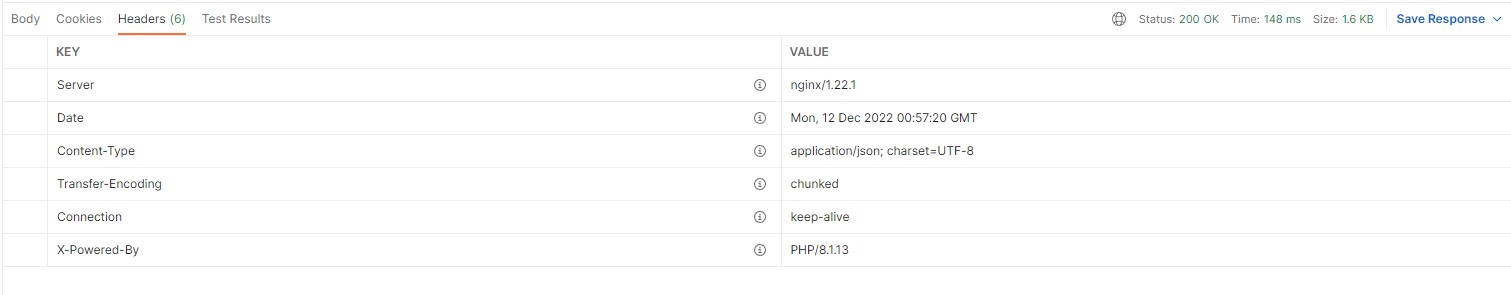 Body Cookies Headers (6) Test Results Status: 200 OK Time: 148 ms Size: 1.6 KB Save Response
KEY VALUE
Server nginx/1.22.1
Date Mon, 12 Dec 2022 00:57:20 GMT
Content-Type application/json; charset=UTF-8
Transfer-Encoding chunked
Connection keep-alive
X-Powered-By PHP/8.1.13